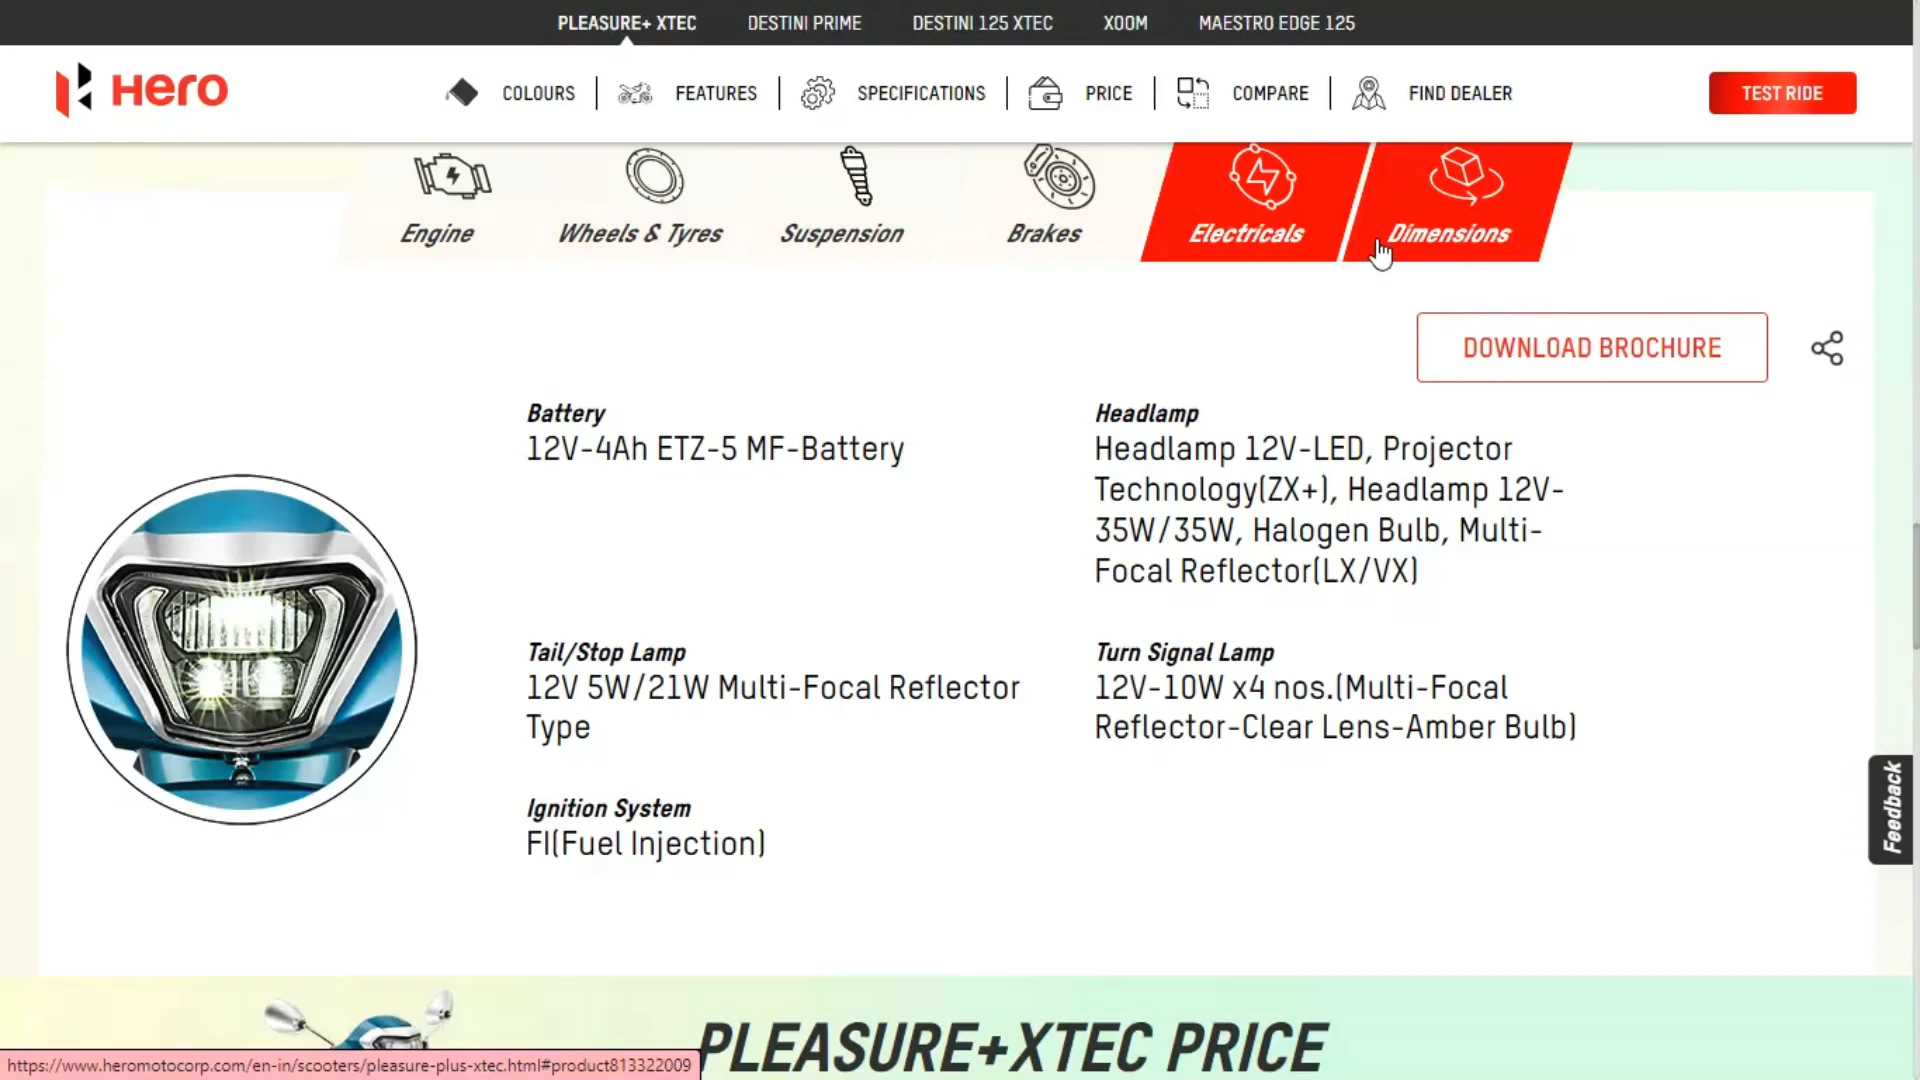 PLEASURE+ XTEC DESTINI PRIME DESTINI 125 XTEC XOOM MAESTRO EDGE 125
Hero COLOURS FEATURES SPECIFICATIONS PRICE COMPARE FIND DEALER TEST RIDE
Engine Wheels & Tyres Suspension Brakes Electricals Dimensions
DOWNLOAD BROCHURE
Battery
12V-4Ah ETZ-5 MF-Battery
Headlamp
Headlamp 12V-LED, Projector
Technology(ZX+), Headlamp 12V-
35W/35W, Halogen Bulb, Multi-
Focal Reflector(LX/VX)
Tail/Stop Lamp
12V 5W/21W Multi-Focal Reflector
Type
Turn Signal Lamp
12V-10W x4 nos.(Multi-Focal
Reflector-Clear Lens-Amber Bulb)
Ignition System
FI(Fuel Injection)
Feedback
PLEASURE+XTEC PRICE
https://www.heromotocorp.com/en-in/scooters/pleasure-plus-xtec.html#product813322009